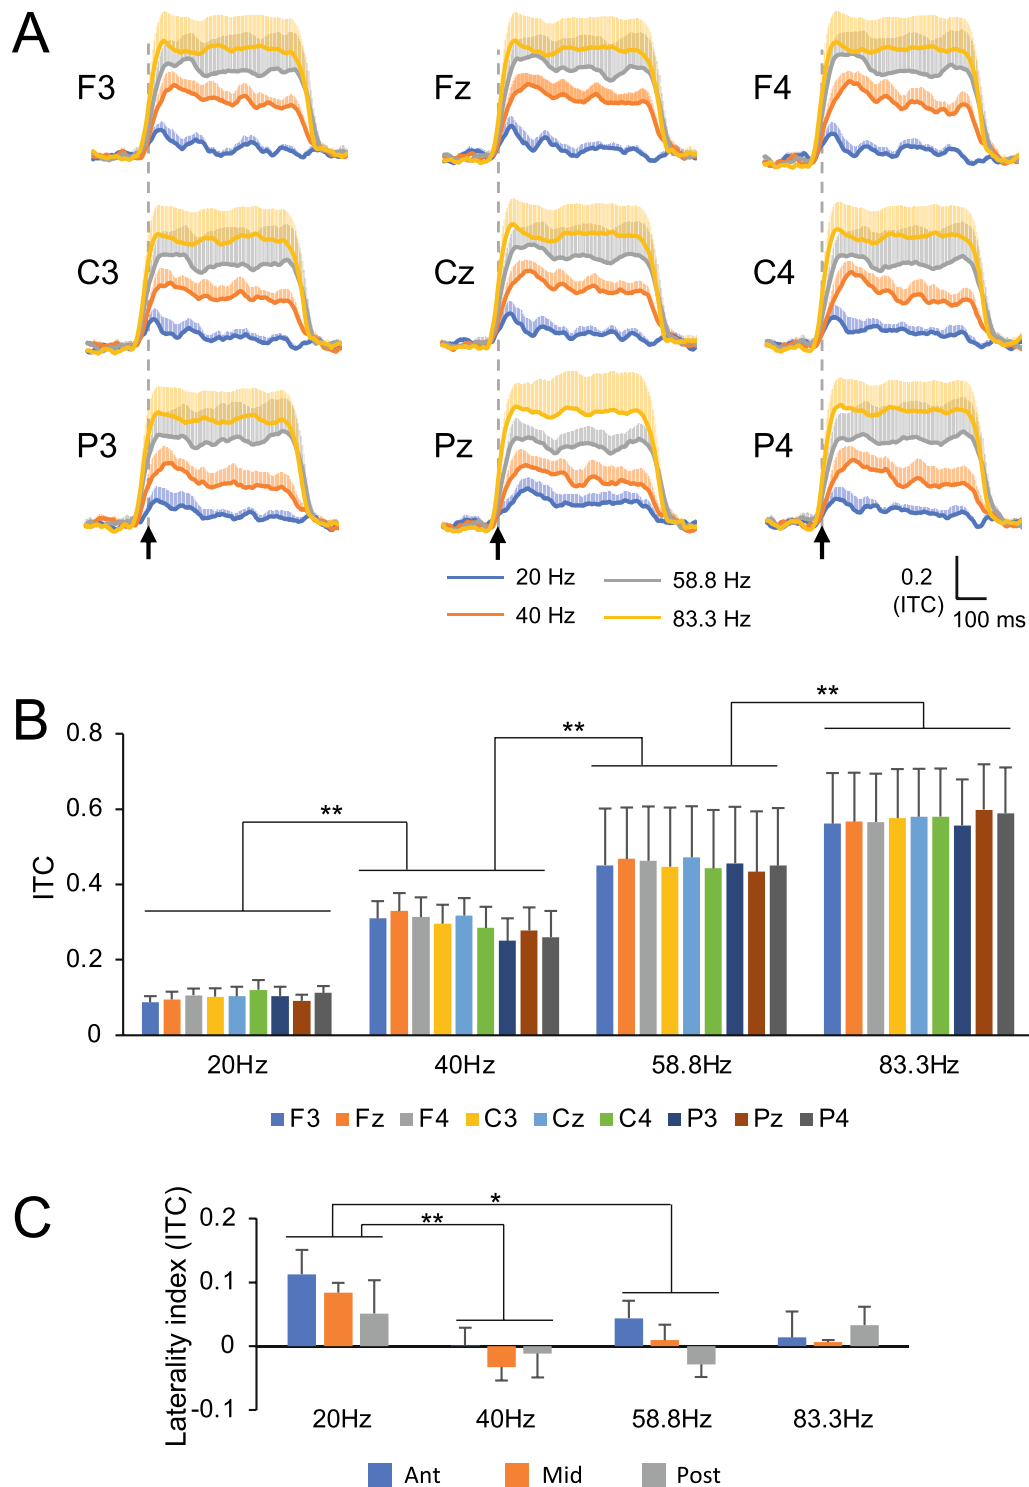 A
F3 Fz F4
C3 Cz C4
P3 Pz P4
20 Hz 58.8 Hz
40 Hz 83.3 Hz
0.2
(ITC)
100 ms
B
ITC
0.8
0.6
0.4
0.2
0
** ** **
20Hz 40Hz 58.8Hz 83.3Hz
F3 Fz F4 C3 Cz C4 P3 Pz P4
C
Laterality index (ITC)
0.2
0.1
0
-0.1
*
**
20Hz 40Hz 58.8Hz 83.3Hz
Ant Mid Post